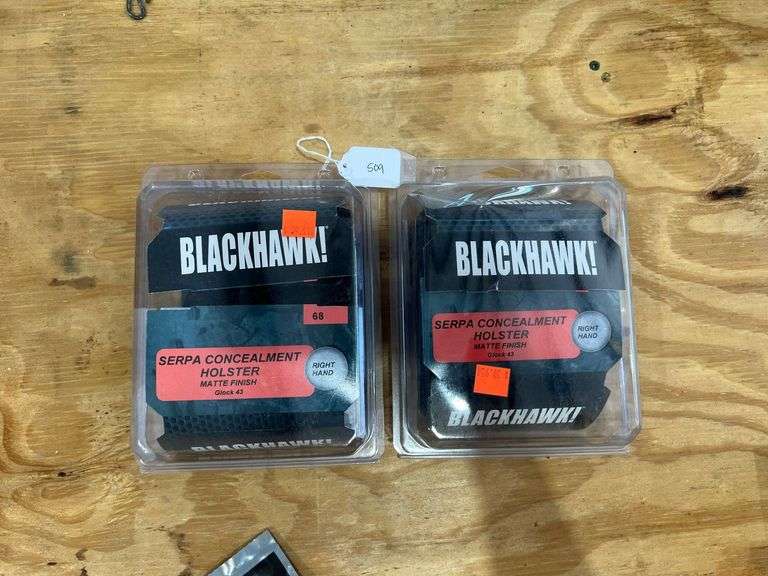 509
BLACKHAWK!
68
SERPA CONCEALMENT
HOLSTER
MATTE FINISH
Glock 43
RIGHT
HAND
BLACKHAWK!
BLACKHAWK!
SERPA CONCEALMENT
HOLSTER
MATTE FINISH
Glock 43
RIGHT
HAND
BLACKHAWK!